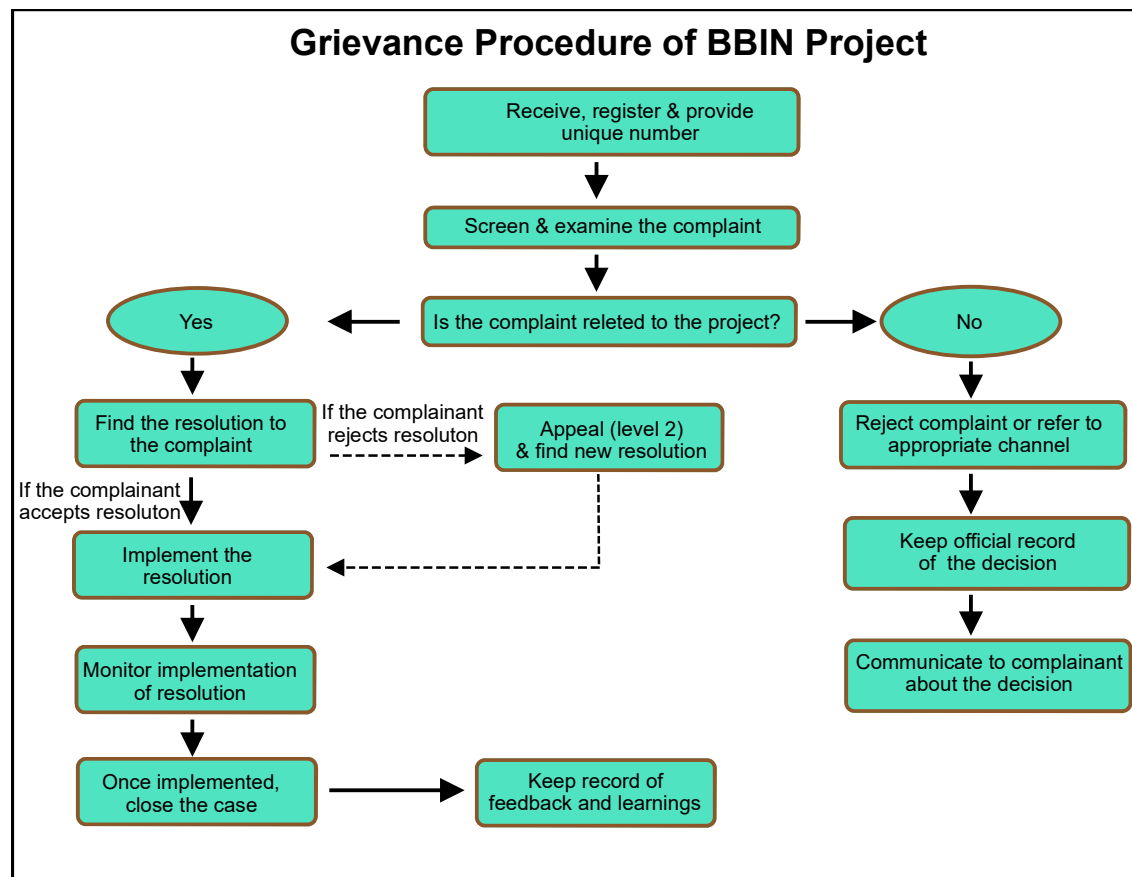 Grievance Procedure of BBIN Project
Receive, register & provide
unique number
Screen & examine the complaint
Is the complaint releted to the project?
Yes
No
Find the resolution to
the complaint
If the complainant
rejects resoluton
Appeal (level 2)
& find new resolution
Reject complaint or refer to
appropriate channel
If the complainant
accepts resoluton
Implement the
resolution
Keep official record
of the decision
Monitor implementation
of resolution
Communicate to complainant
about the decision
Once implemented,
close the case
Keep record of
feedback and learnings